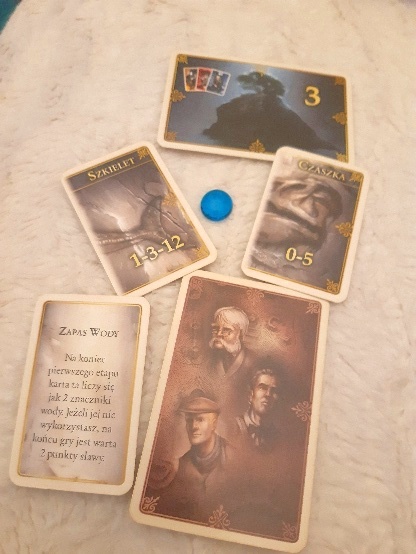 3
SZKIELET
1-3-12
CZASZKA
0-5
ZAPAS WODY
Na koniec
pierwszego etapu
karta ta liczy się
jak 2 znaczniki
wody. Jeżeli jej nie
wykorzystasz, na
końcu gry jest warta
2 punkty sławy.